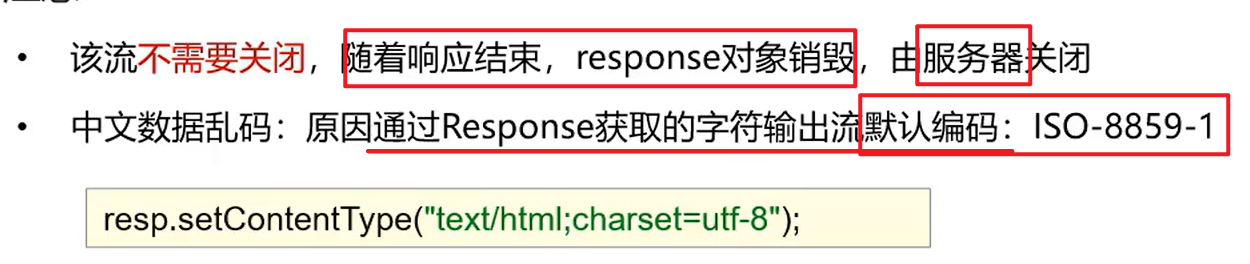 • 该流不需要关闭，随着响应结束，response对象销毁，由服务器关闭
• 中文数据乱码：原因通过Response获取的字符输出流默认编码：ISO-8859-1
resp.setContentType("text/html;charset=utf-8");